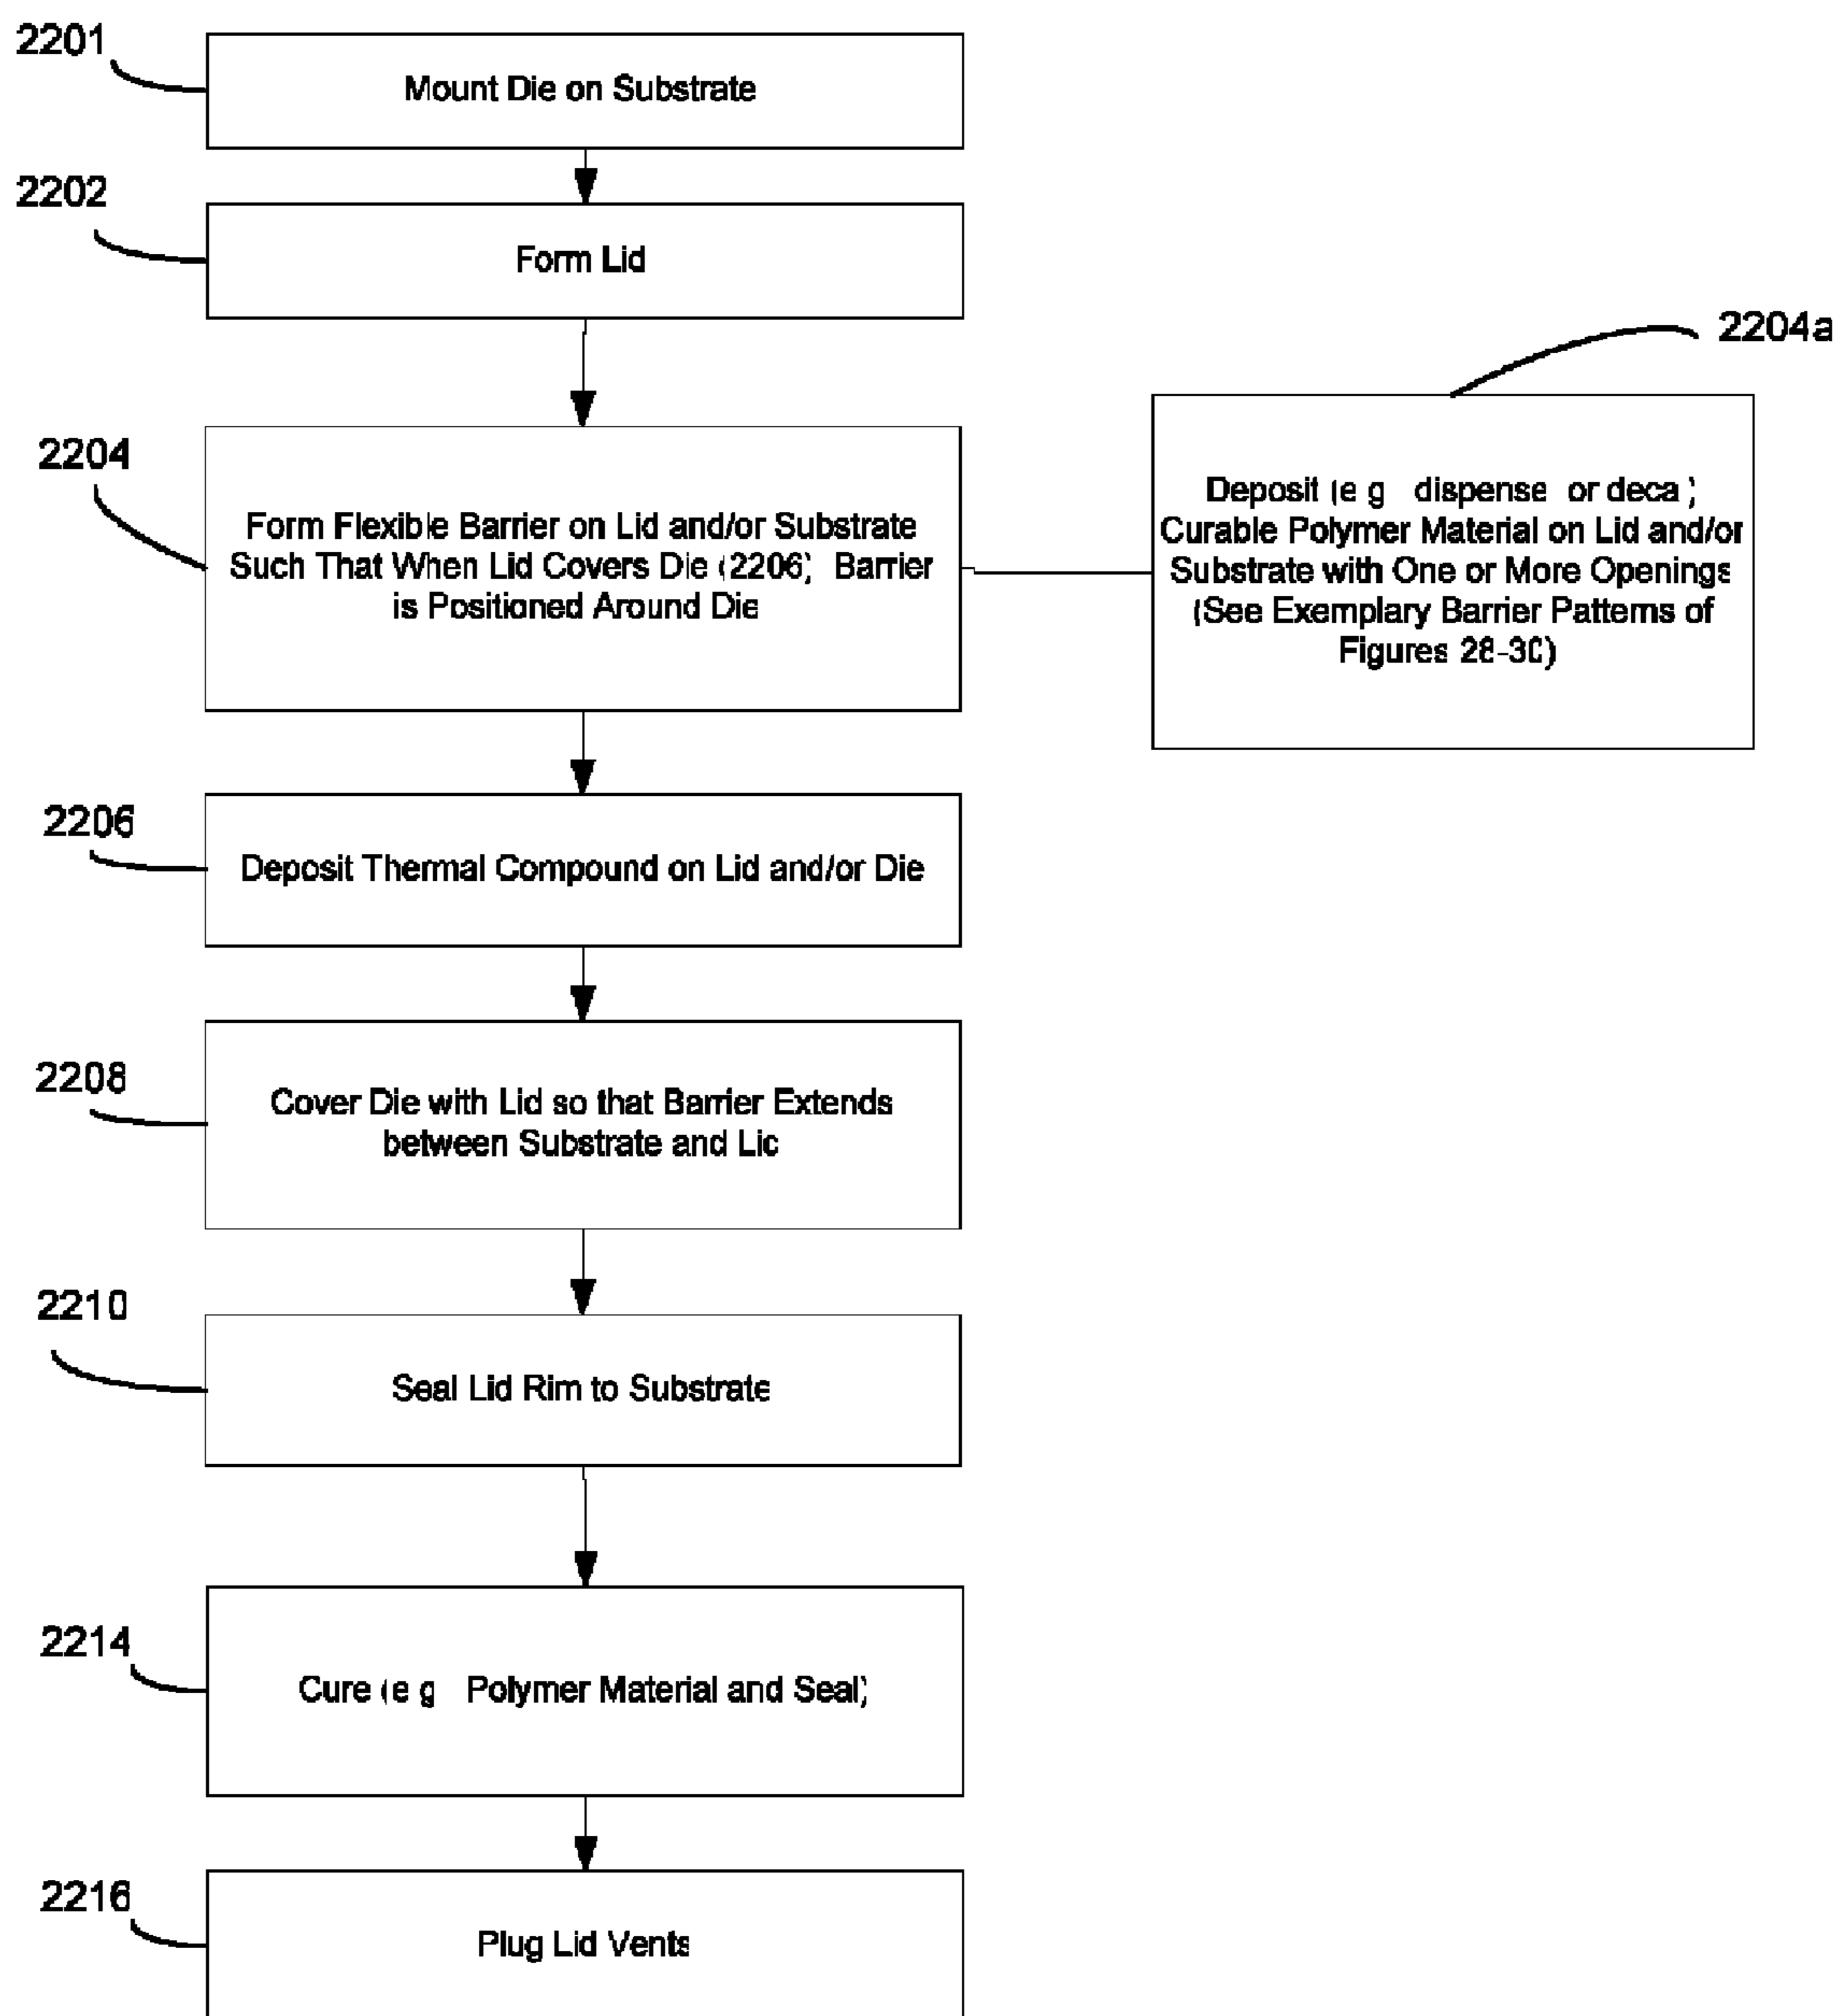 2201
Mount Die on Substrate
2202
Form Lid
2204a
2204
Form Flexible Barrier on Lid and/or Substrate
Such That When Lid Covers Die (2206), Barrier
is Positioned Around Die
Deposit (e.g., dispense, or decal)
Curable Polymer Material on Lid and/or
Substrate with One or More Openings
(See Exemplary Barrier Patterns of
Figures 28-30)
2206
Deposit Thermal Compound on Lid and/or Die
2208
Cover Die with Lid so that Barrier Extends
between Substrate and Lid
2210
Seal Lid Rim to Substrate
2214
Cure (e.g., Polymer Material and Seal)
2216
Plug Lid Vents